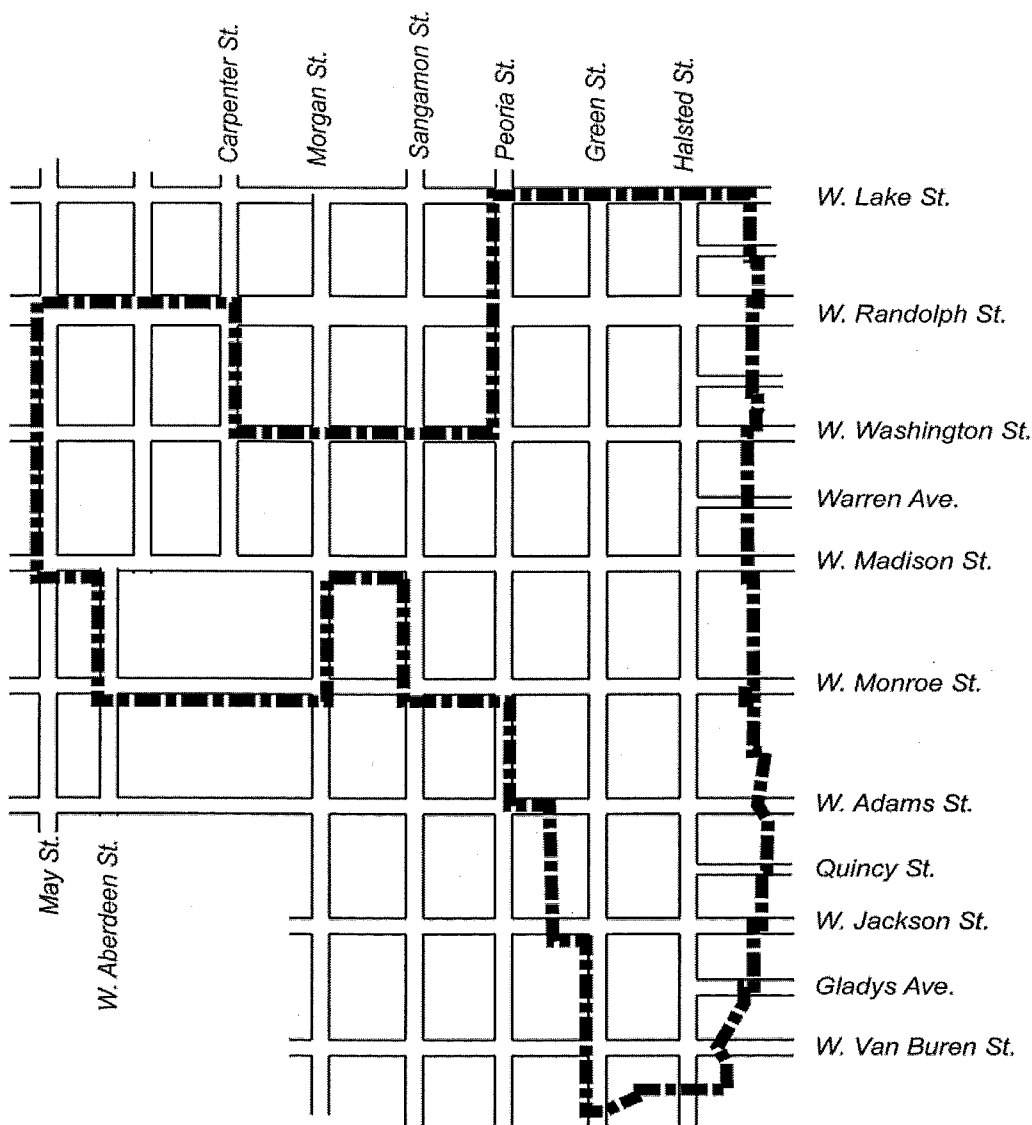 Carpenter St.
Morgan St.
Sangamon St.
Peoria St.
Green St.
Halsted St.
W. Lake St.
W. Randolph St.
W. Washington St.
Warren Ave.
W. Madison St.
W. Monroe St.
W. Adams St.
May St.
W. Aberdeen St.
Quincy St.
W. Jackson St.
Gladys Ave.
W. Van Buren St.